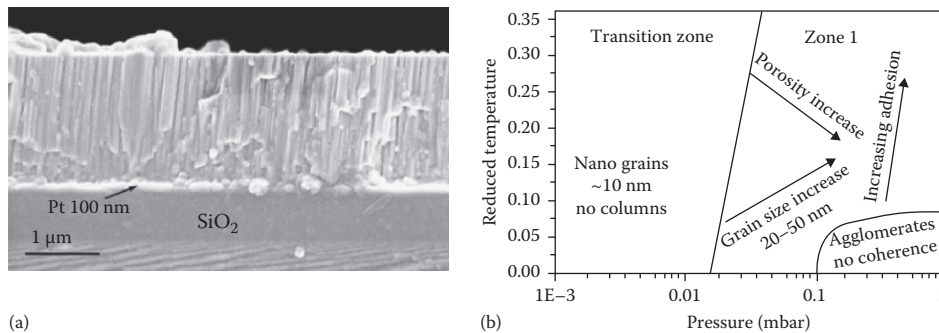 Pt 100 nm
SiO2
1 µm
(a)
Reduced temperature
0.35
0.30
0.25
0.20
0.15
0.10
0.05
0.00
Transition zone
Zone 1
Porosity increase
Increasing adhesion
Nano grains
~10 nm
no columns
Grain size increase
20–50 nm
Agglomerates
no coherence
1E−3
0.01
0.1
Pressure (mbar)
(b)